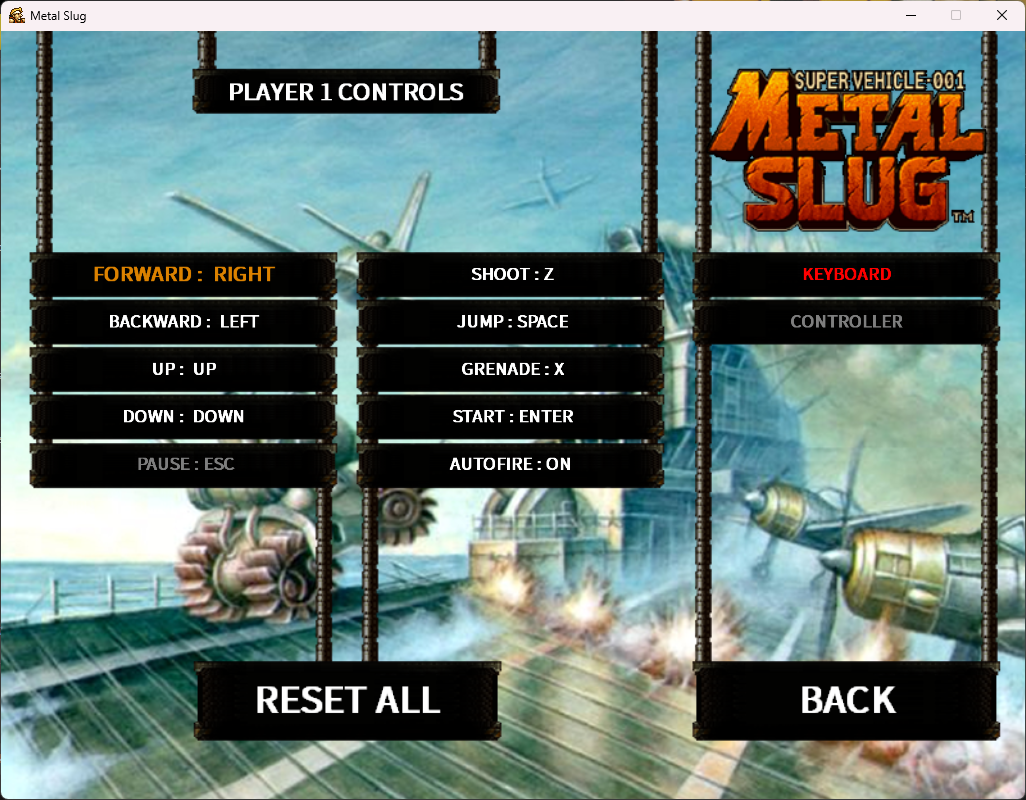 Metal Slug
PLAYER 1 CONTROLS
SUPER VEHICLE-001
METAL
SLUG TM
FORWARD : RIGHT
BACKWARD : LEFT
UP : UP
DOWN : DOWN
PAUSE : ESC
SHOOT : Z
JUMP : SPACE
GRENADE : X
START : ENTER
AUTOFIRE : ON
KEYBOARD
CONTROLLER
RESET ALL
BACK